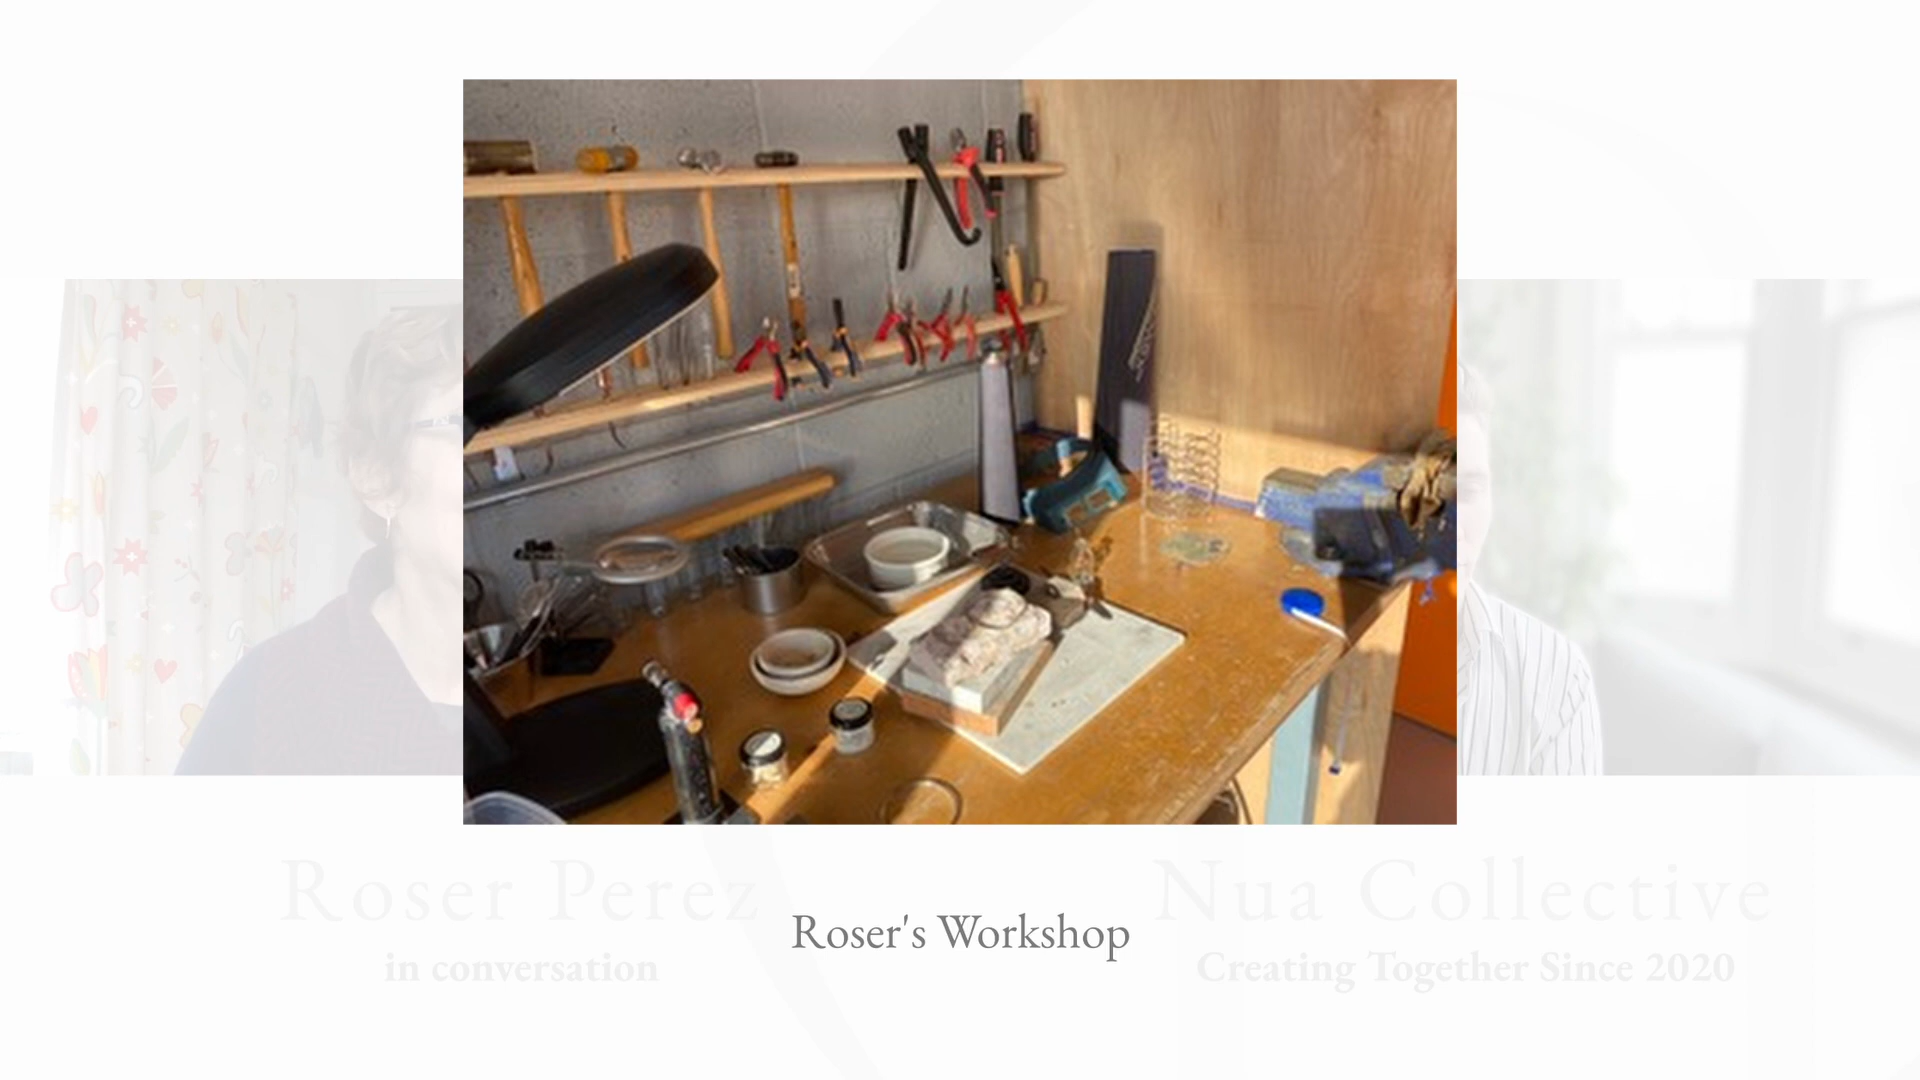 Roser Perez
Nua Collective
Roser's Workshop
in conversation
Creating Together Since 2020